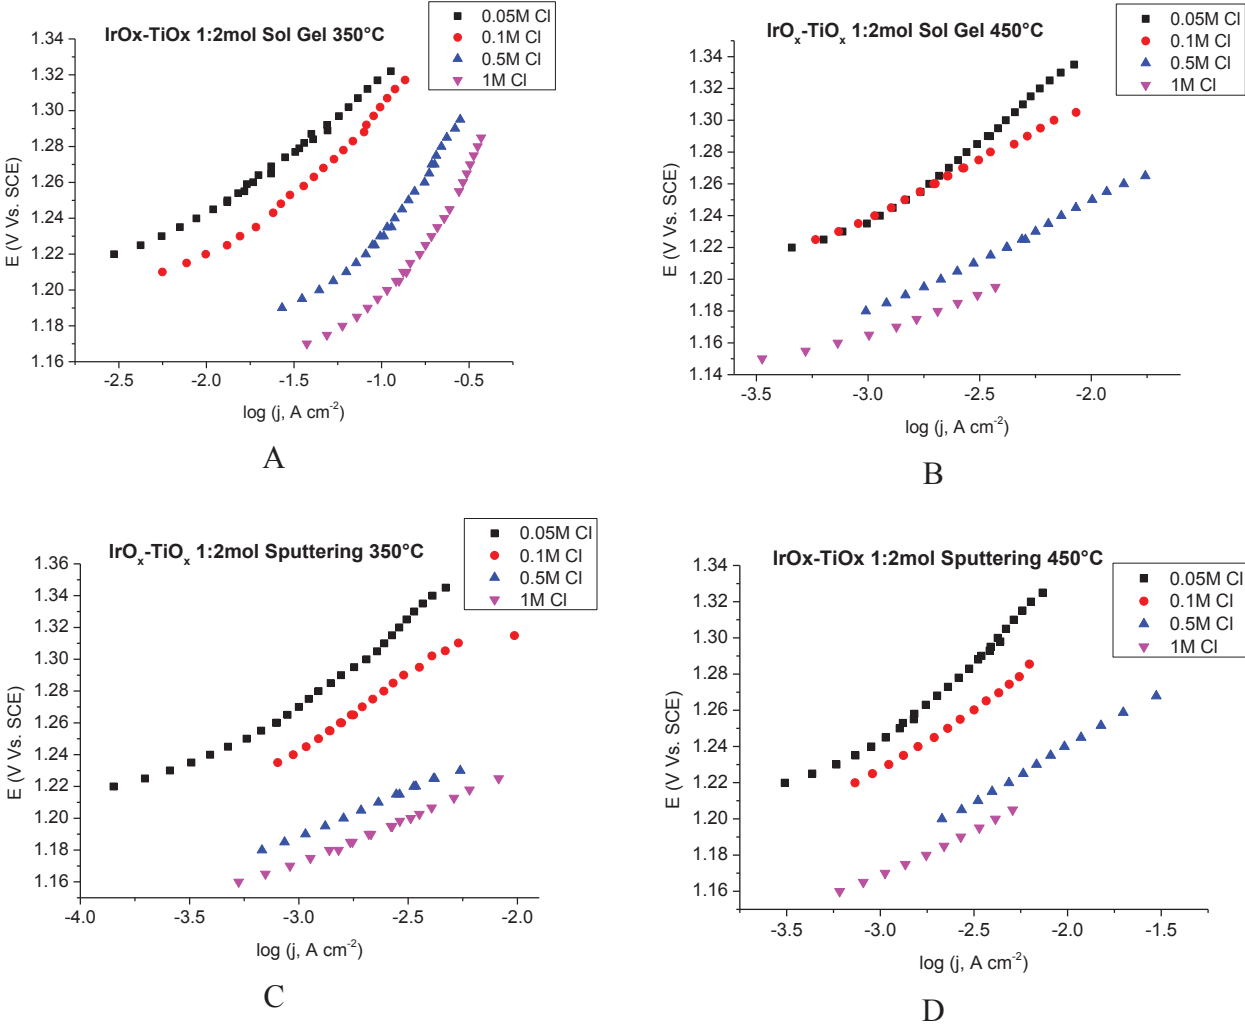 IrOx-TiOx 1:2mol Sol Gel 350°C
0.05M Cl
0.1M Cl
0.5M Cl
1M Cl
1.34
1.32
1.30
1.28
1.26
1.24
1.22
1.20
1.18
1.16
E (V Vs. SCE)
-2.5 -2.0 -1.5 -1.0 -0.5
log (j, A cm-2)
A
IrOx-TiOx 1:2mol Sol Gel 450°C
0.05M Cl
0.1M Cl
0.5M Cl
1M Cl
1.34
1.32
1.30
1.28
1.26
1.24
1.22
1.20
1.18
1.16
1.14
E (V Vs. SCE)
-3.5 -3.0 -2.5 -2.0
log (j, A cm-2)
B
IrOx-TiOx 1:2mol Sputtering 350°C
0.05M Cl
0.1M Cl
0.5M Cl
1M Cl
1.36
1.34
1.32
1.30
1.28
1.26
1.24
1.22
1.20
1.18
1.16
E (V Vs. SCE)
-4.0 -3.5 -3.0 -2.5 -2.0
log (j, A cm-2)
C
IrOx-TiOx 1:2mol Sputtering 450°C
0.05M Cl
0.1M Cl
0.5M Cl
1M Cl
1.34
1.32
1.30
1.28
1.26
1.24
1.22
1.20
1.18
1.16
E (V Vs. SCE)
-3.5 -3.0 -2.5 -2.0 -1.5
log (j, A cm-2)
D